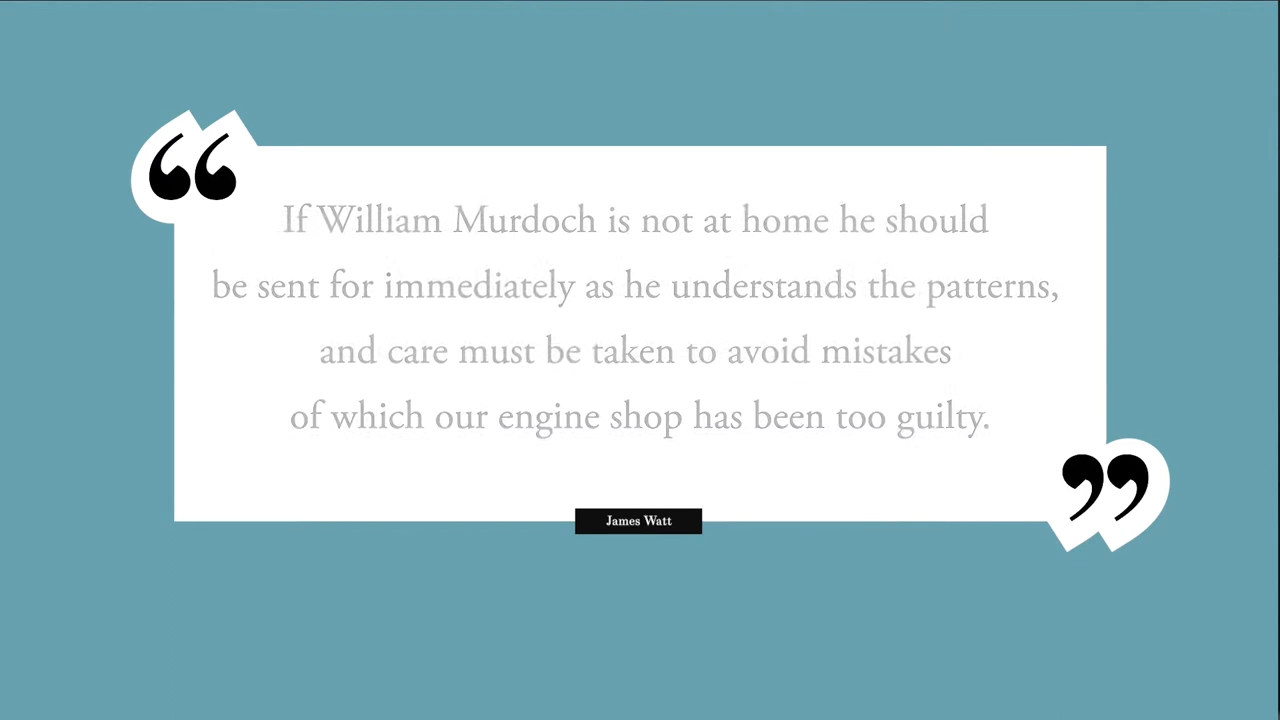 “
If William Murdoch is not at home he should
be sent for immediately as he understands the patterns,
and care must be taken to avoid mistakes
of which our engine shop has been too guilty.
”
James Watt